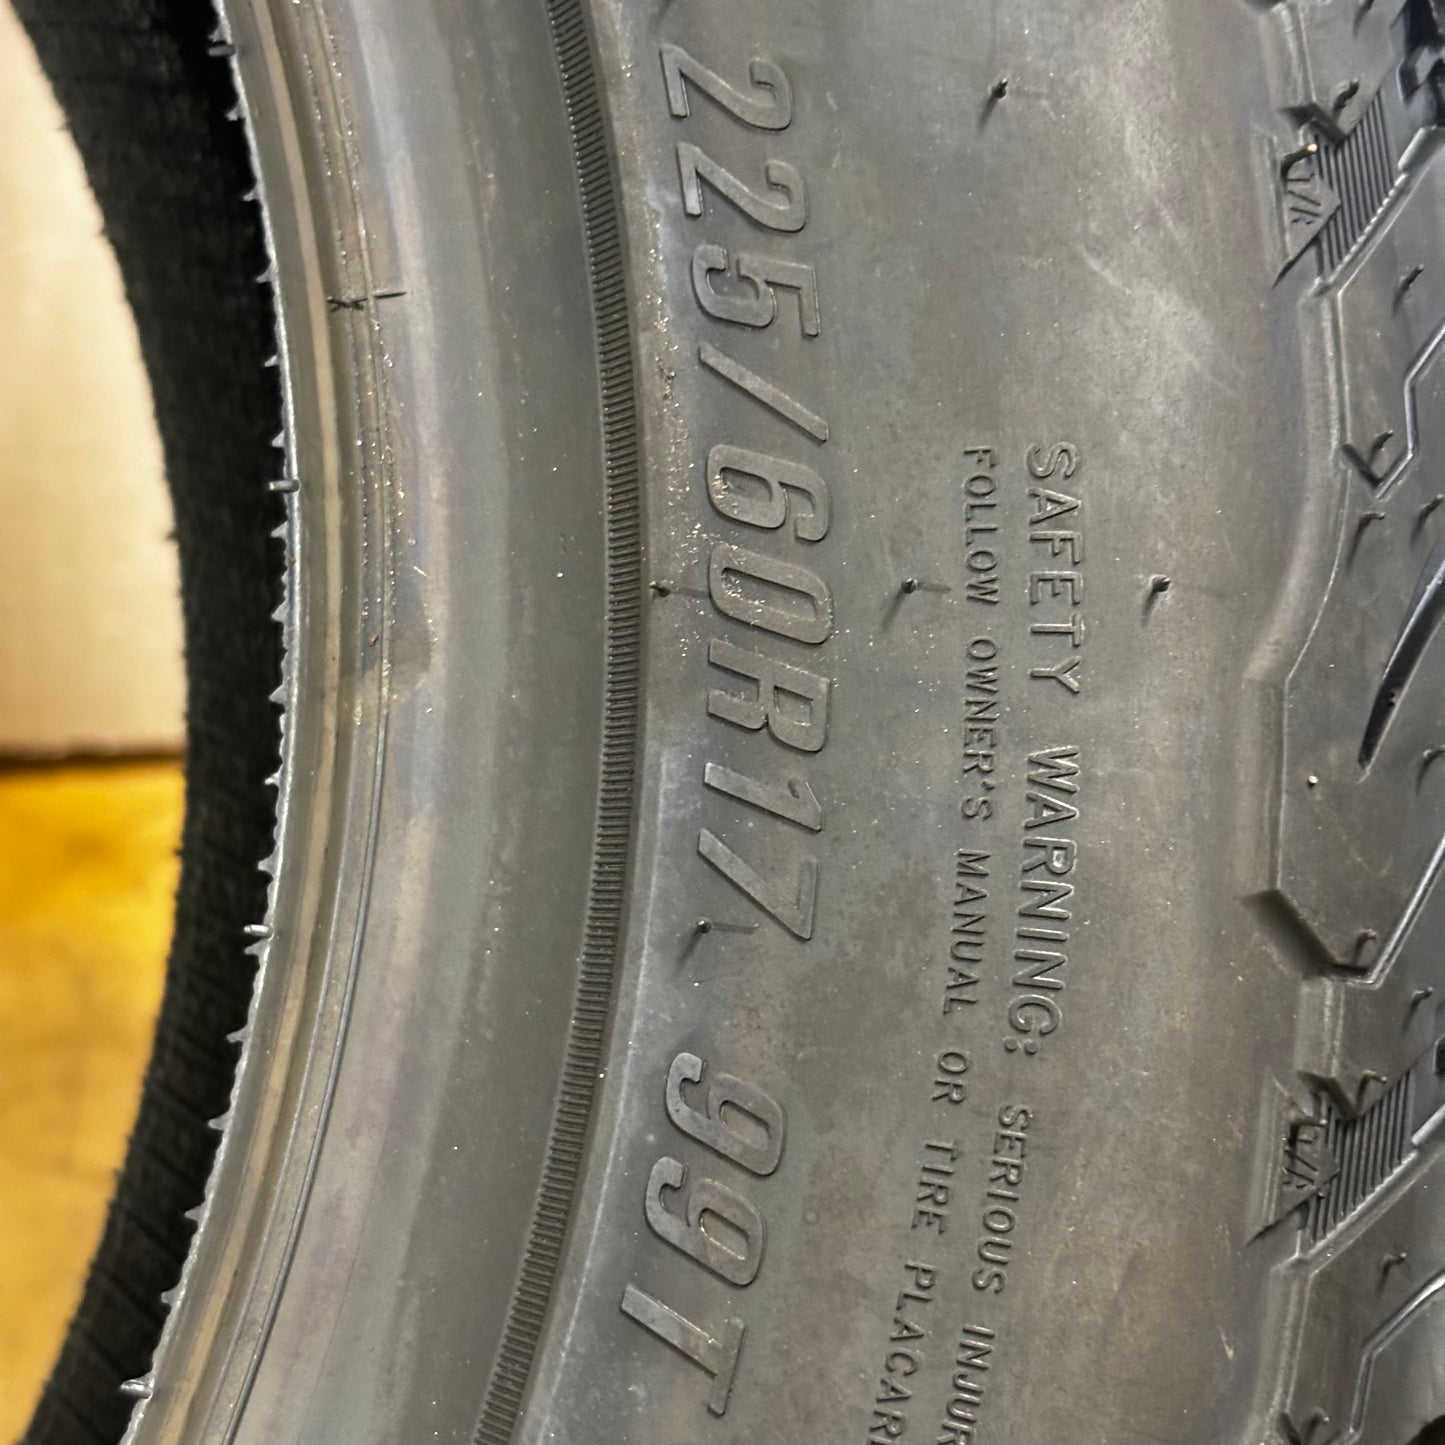 225/60R17 99T
SAFETY WARNING: SERIOUS INJUR
FOLLOW OWNER'S MANUAL OR TIRE PLACAR